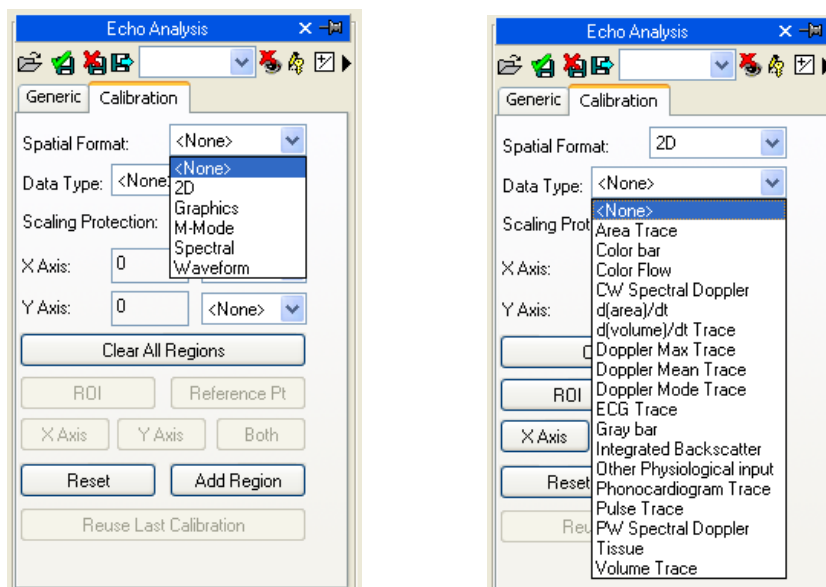 Echo Analysis
Generic Calibration
Spatial Format: <None>
<None>
2D
Graphics
M-Mode
Spectral
Waveform
Data Type:
Scaling Protection:
X Axis: 0
Y Axis: 0 <None>
Clear All Regions
ROI Reference Pt
X Axis Y Axis Both
Reset Add Region
Reuse Last Calibration
Echo Analysis
Generic Calibration
Spatial Format: 2D
Data Type: <None>
<None>
Area Trace
Color bar
Color Flow
CW Spectral Doppler
d(area)/dt
d(volume)/dt Trace
Doppler Max Trace
Doppler Mean Trace
Doppler Mode Trace
ECG Trace
Gray bar
Integrated Backscatter
Other Physiological input
Phonocardiogram Trace
Pulse Trace
PW Spectral Doppler
Tissue
Volume Trace
Scaling
X Axis:
Y Axis:
ROI
X Axis
Reset